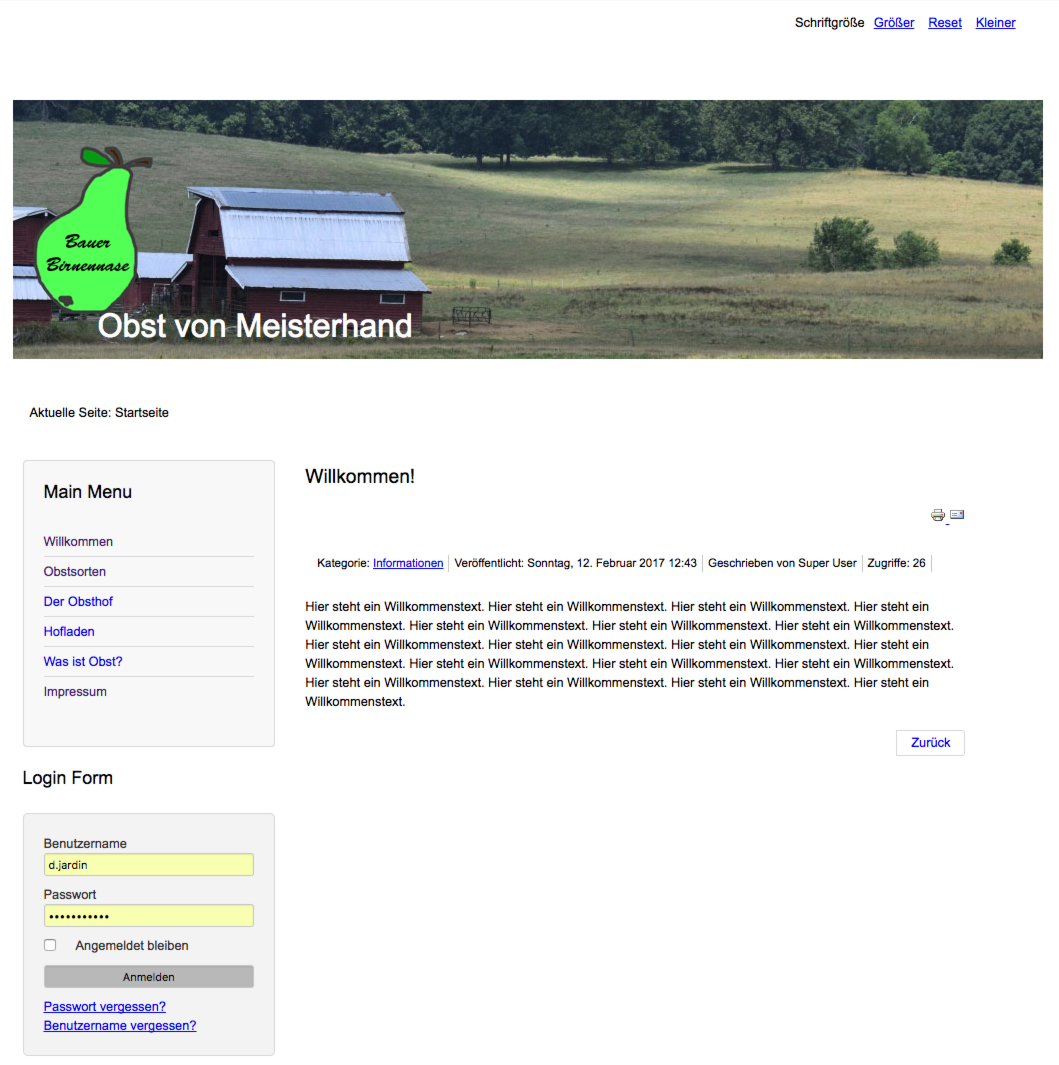 Schriftgröße Größer Reset Kleiner
Bauer
Birnennase
Obst von Meisterhand
Aktuelle Seite: Startseite
Main Menu
Willkommen
Obstsorten
Der Obsthof
Hofladen
Was ist Obst?
Impressum
Login Form
Benutzername
d.jardin
Passwort
•••••••••••
Angemeldet bleiben
Anmelden
Passwort vergessen?
Benutzername vergessen?
Willkommen!
Kategorie: Informationen Veröffentlicht: Sonntag, 12. Februar 2017 12:43 Geschrieben von Super User Zugriffe: 26
Hier steht ein Willkommenstext. Hier steht ein Willkommenstext. Hier steht ein Willkommenstext. Hier steht ein
Willkommenstext. Hier steht ein Willkommenstext. Hier steht ein Willkommenstext. Hier steht ein Willkommenstext.
Hier steht ein Willkommenstext. Hier steht ein Willkommenstext. Hier steht ein Willkommenstext. Hier steht ein
Willkommenstext. Hier steht ein Willkommenstext. Hier steht ein Willkommenstext. Hier steht ein Willkommenstext.
Hier steht ein Willkommenstext. Hier steht ein Willkommenstext. Hier steht ein Willkommenstext. Hier steht ein
Willkommenstext.
Zurück